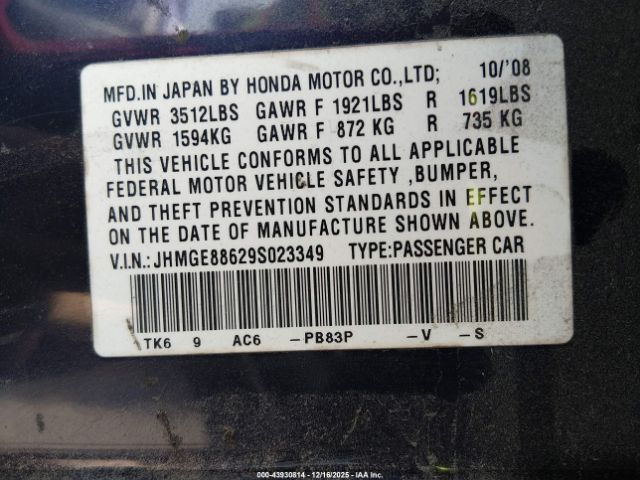 MFD.IN JAPAN BY HONDA MOTOR CO.,LTD; 10/'08
GVWR 3512LBS GAWR F 1921LBS R 1619LBS
GVWR 1594KG GAWR F 872 KG R 735 KG
THIS VEHICLE CONFORMS TO ALL APPLICABLE
FEDERAL MOTOR VEHICLE SAFETY ,BUMPER,
AND THEFT PREVENTION STANDARDS IN EFFECT
ON THE DATE OF MANUFACTURE SHOWN ABOVE.
V.I.N.:JHMGE88629S023349 TYPE:PASSENGER CAR
TK6 9 AC6 -PB83P -V -S
000-43930814 - 12/16/2025 - IAA Inc.